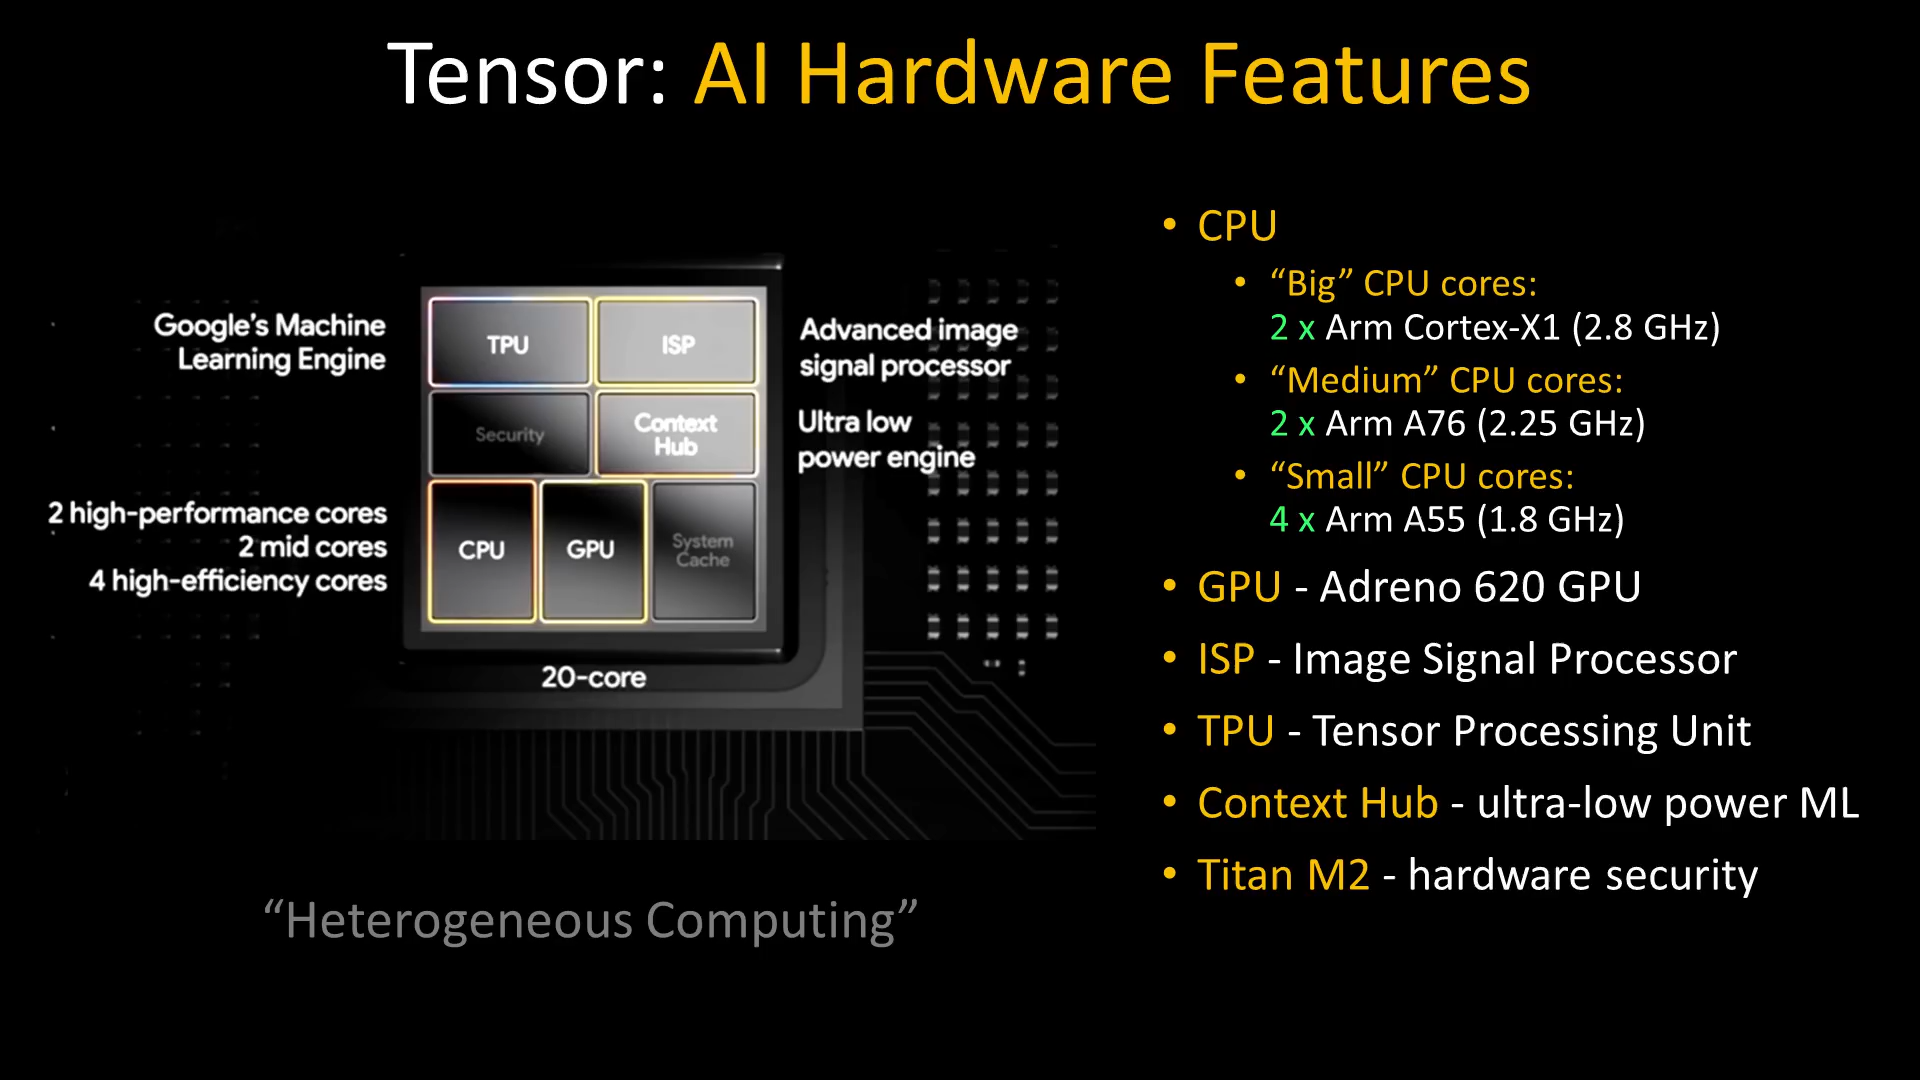 Tensor: AI Hardware Features
Google's Machine
Learning Engine
2 high-performance cores
2 mid cores
4 high-efficiency cores
TPU
ISP
Security
Context
Hub
CPU
GPU
System
Cache
20-core
Advanced image
signal processor
Ultra low
power engine
“Heterogeneous Computing”
• CPU
• “Big” CPU cores:
2 x Arm Cortex-X1 (2.8 GHz)
• “Medium” CPU cores:
2 x Arm A76 (2.25 GHz)
• “Small” CPU cores:
4 x Arm A55 (1.8 GHz)
• GPU - Adreno 620 GPU
• ISP - Image Signal Processor
• TPU - Tensor Processing Unit
• Context Hub - ultra-low power ML
• Titan M2 - hardware security